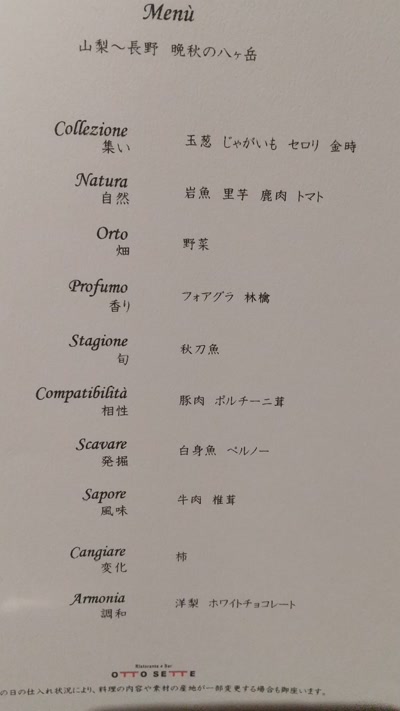 Menù
山梨～長野 晩秋の八ヶ岳
Collezione
集い
玉葱 じゃがいも セロリ 金時
Natura
自然
岩魚 里芋 鹿肉 トマト
Orto
畑
野菜
Profumo
香り
フォアグラ 林檎
Stagione
旬
秋刀魚
Compatibilità
相性
豚肉 ポルチーニ茸
Scavare
発掘
白身魚 ペルノー
Sapore
風味
牛肉 椎茸
Cangiare
変化
柿
Armonia
調和
洋梨 ホワイトチョコレート
Ristorante e Bar
OTTO SETTE
の日の仕入れ状況により、料理の内容や素材の産地が一部変更する場合も御座います。